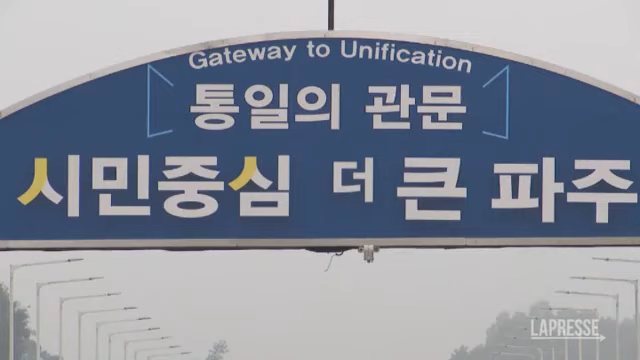 Gateway to Unification
통일의 관문
시민중심 더 큰 파주
LAPRESSE